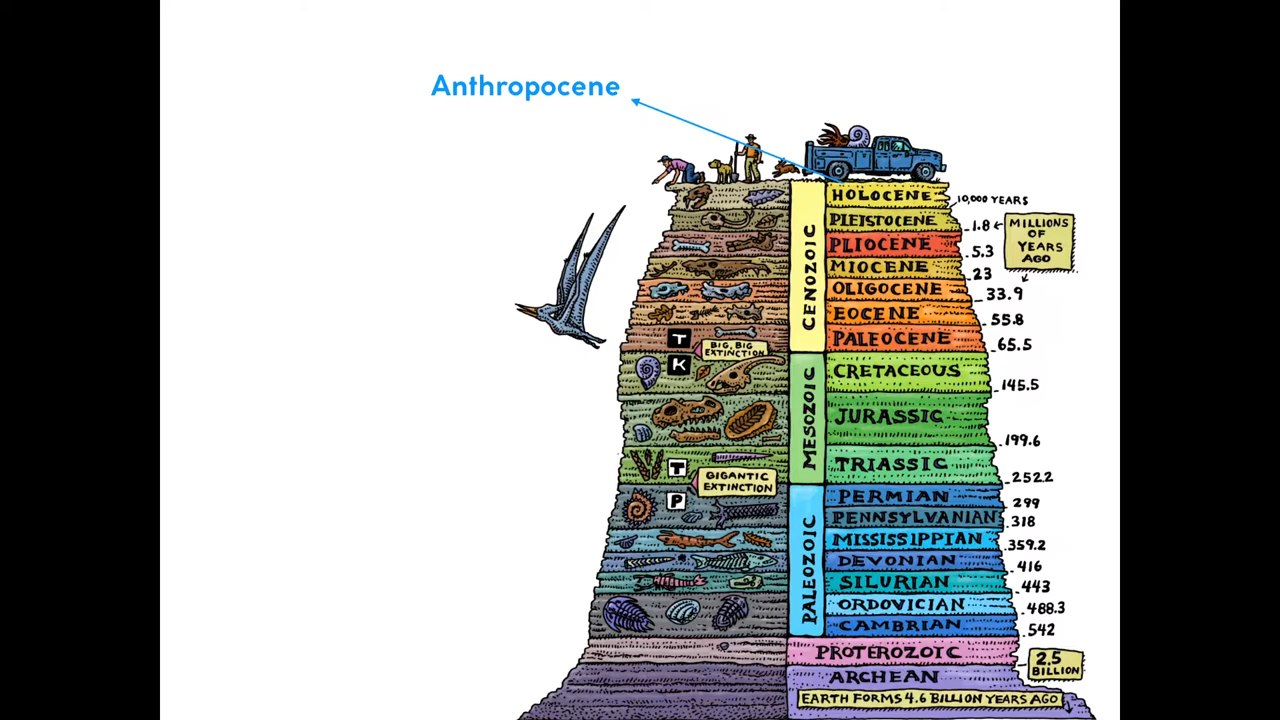 Anthropocene
HOLOCENE
10,000 YEARS
PLEISTOCENE
1.8
MILLIONS
OF
YEARS
AGO
PLIOCENE
5.3
MIOCENE
23
OLIGOCENE
33.9
EOCENE
55.8
PALEOCENE
65.5
CENOZOIC
T
BIG, BIG
EXTINCTION
K
CRETACEOUS
145.5
JURASSIC
199.6
TRIASSIC
252.2
MESOZOIC
T
GIGANTIC
EXTINCTION
P
PERMIAN
299
PENNSYLVANIAN
318
MISSISSIPPIAN
359.2
DEVONIAN
416
SILURIAN
443
ORDOVICIAN
488.3
CAMBRIAN
542
PALEOZOIC
PROTEROZOIC
2.5
BILLION
ARCHEAN
EARTH FORMS 4.6 BILLION YEARS AGO